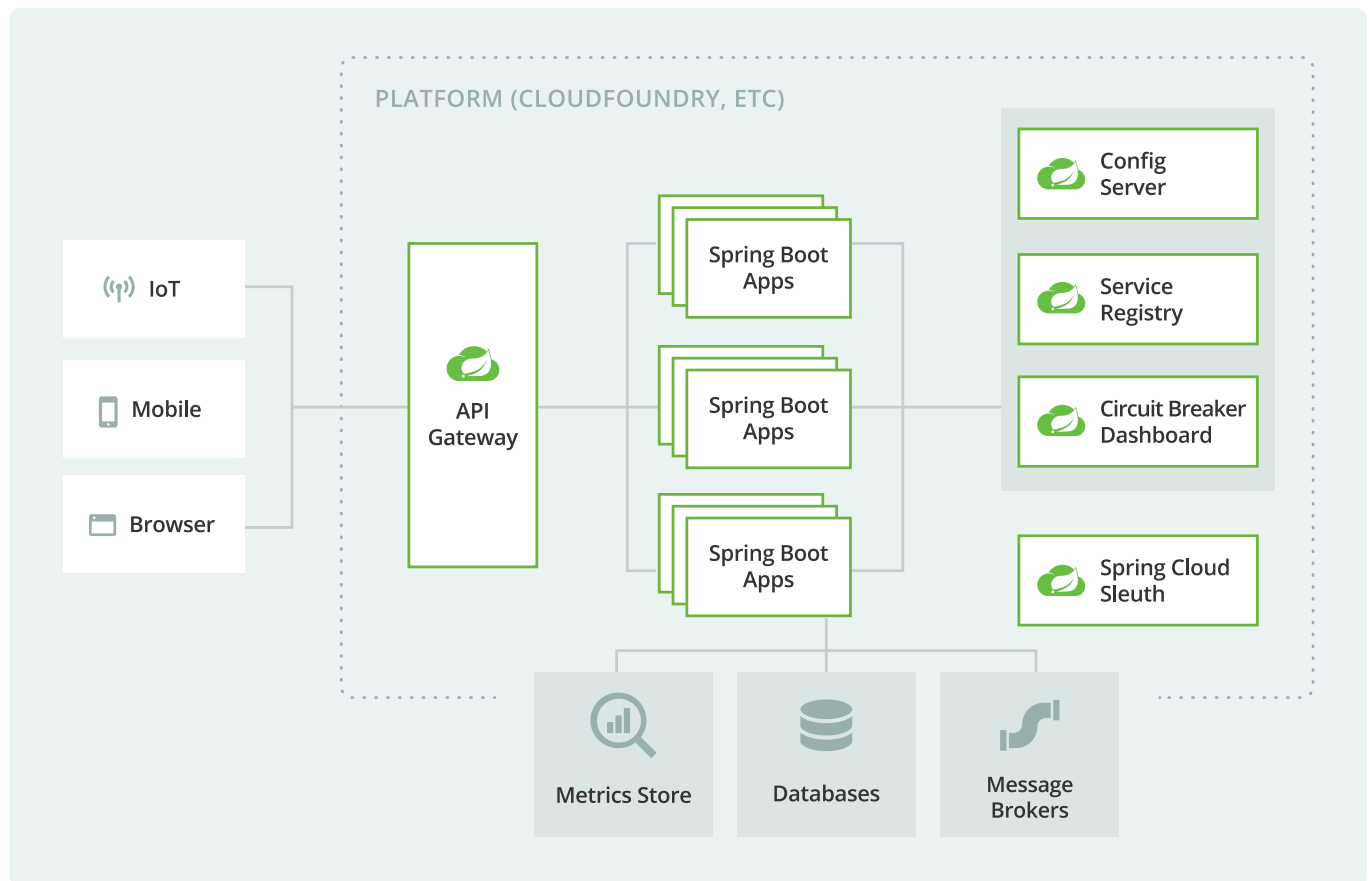 PLATFORM (CLOUDFOUNDRY, ETC)
IoT
Mobile
Browser
API
Gateway
Spring Boot
Apps
Spring Boot
Apps
Spring Boot
Apps
Config
Server
Service
Registry
Circuit Breaker
Dashboard
Spring Cloud
Sleuth
Metrics Store
Databases
Message
Brokers